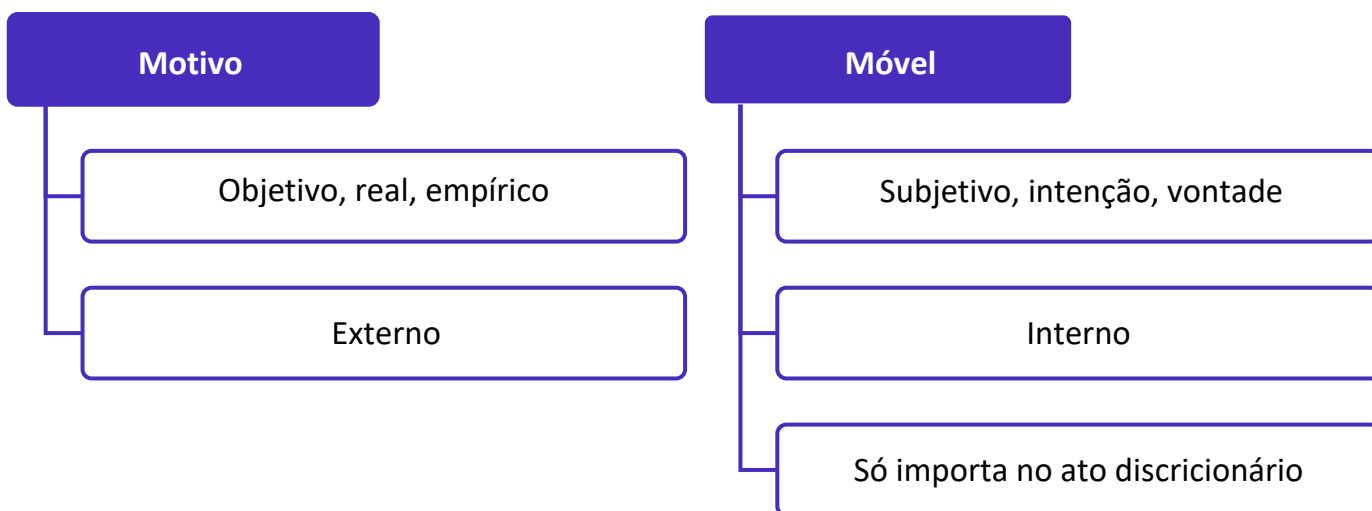 Motivo
Objetivo, real, empírico
Externo
Móvel
Subjetivo, intenção, vontade
Interno
Só importa no ato discricionário